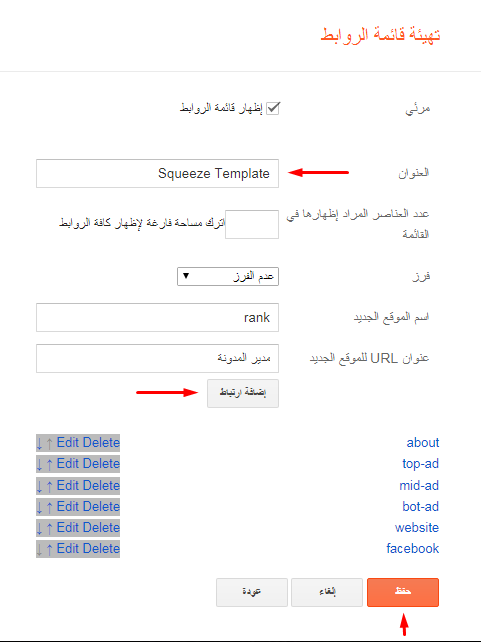 تهيئة قائمة الروابط
مرئي إظهار قائمة الروابط
العنوان Squeeze Template
عدد العناصر المراد إظهارها في القائمة اترك مساحة فارغة لإظهار كافة الروابط
فرز عدم الفرز
اسم الموقع الجديد rank
عنوان URL للموقع الجديد مدير المدونة
إضافة ارتباط
about ↓ ↑ Edit Delete
top-ad ↓ ↑ Edit Delete
mid-ad ↓ ↑ Edit Delete
bot-ad ↓ ↑ Edit Delete
website ↓ ↑ Edit Delete
facebook ↓ ↑ Edit Delete
حفظ إلغاء عودة